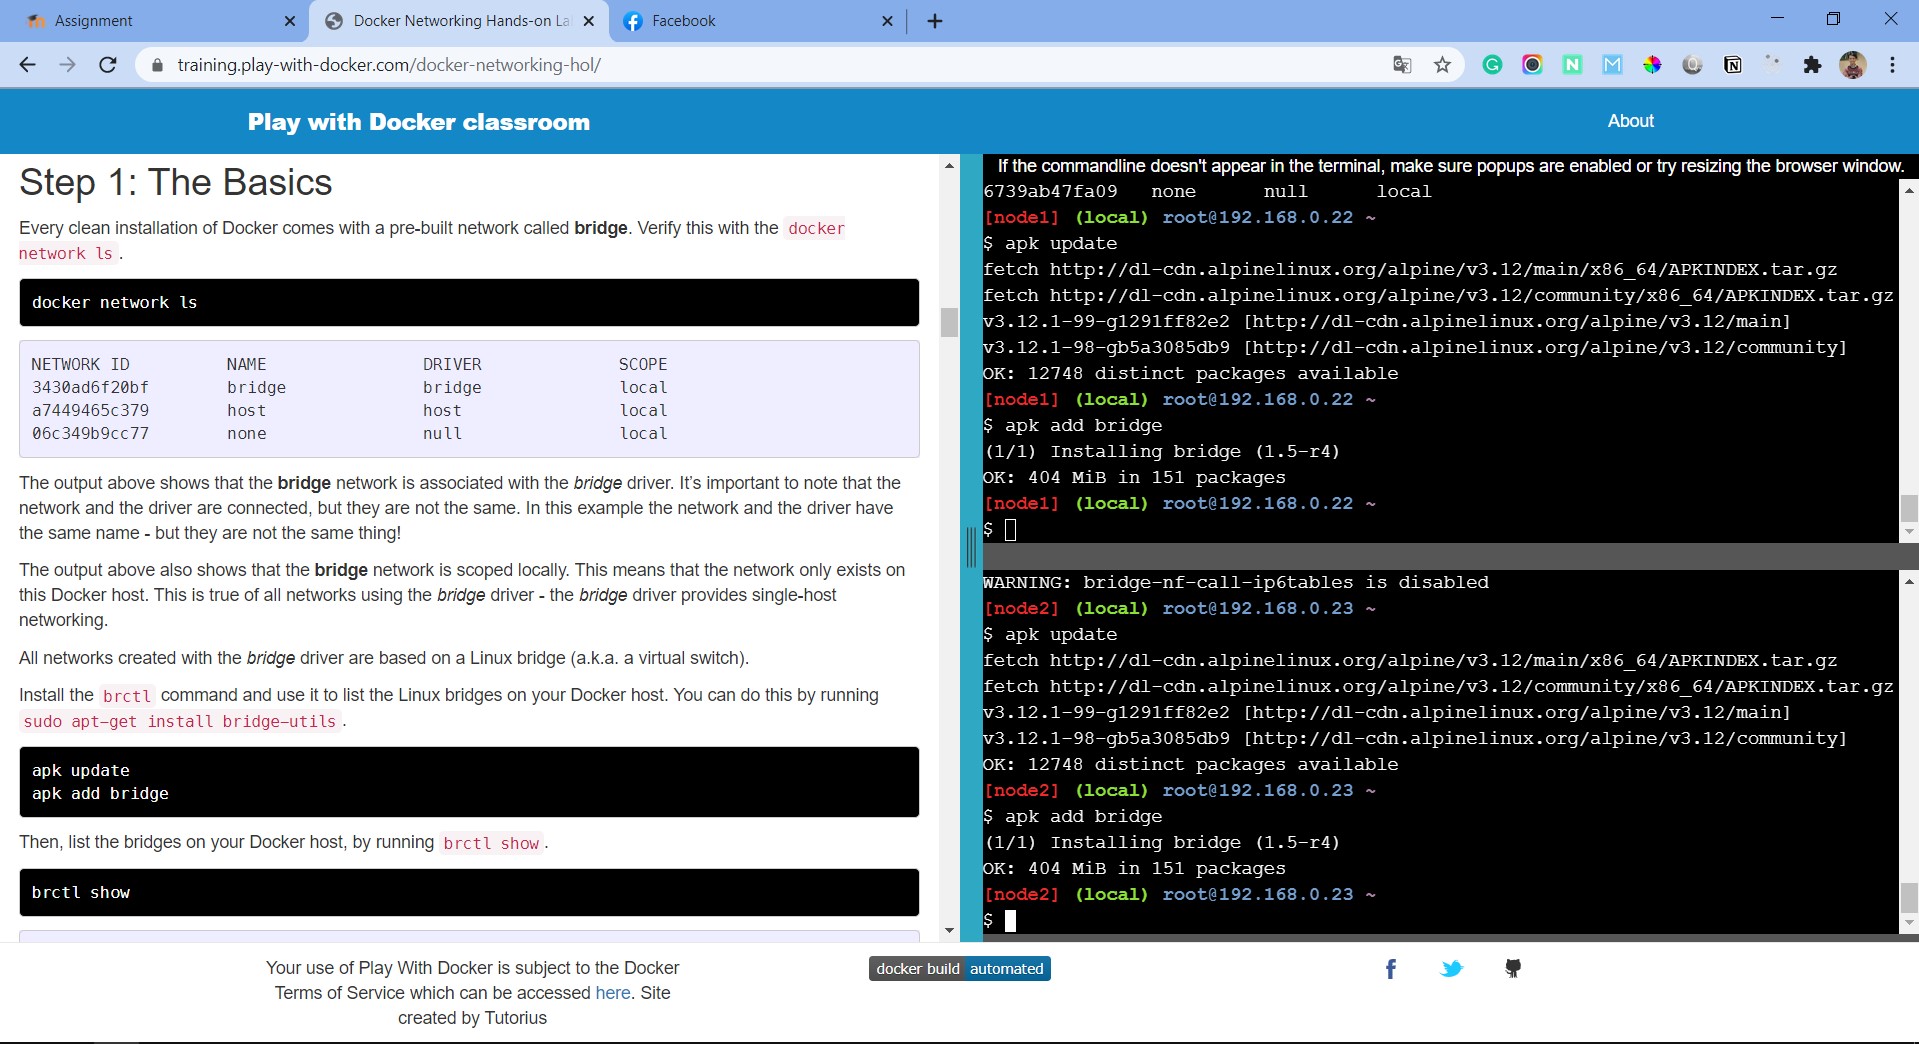 Assignment
Docker Networking Hands-on La
Facebook
training.play-with-docker.com/docker-networking-hol/
Play with Docker classroom
About
Step 1: The Basics
Every clean installation of Docker comes with a pre-built network called bridge. Verify this with the docker
network ls .
docker network ls
NETWORK ID NAME DRIVER SCOPE
3430ad6f20bf bridge bridge local
a7449465c379 host host local
06c349b9cc77 none null local
The output above shows that the bridge network is associated with the bridge driver. It’s important to note that the
network and the driver are connected, but they are not the same. In this example the network and the driver have
the same name - but they are not the same thing!
The output above also shows that the bridge network is scoped locally. This means that the network only exists on
this Docker host. This is true of all networks using the bridge driver - the bridge driver provides single-host
networking.
All networks created with the bridge driver are based on a Linux bridge (a.k.a. a virtual switch).
Install the brctl command and use it to list the Linux bridges on your Docker host. You can do this by running
sudo apt-get install bridge-utils .
apk update
apk add bridge
Then, list the bridges on your Docker host, by running brctl show .
brctl show
If the commandline doesn't appear in the terminal, make sure popups are enabled or try resizing the browser window.
6739ab47fa09 none null local
[node1] (local) root@192.168.0.22 ~
$ apk update
fetch http://dl-cdn.alpinelinux.org/alpine/v3.12/main/x86_64/APKINDEX.tar.gz
fetch http://dl-cdn.alpinelinux.org/alpine/v3.12/community/x86_64/APKINDEX.tar.gz
v3.12.1-99-g1291ff82e2 [http://dl-cdn.alpinelinux.org/alpine/v3.12/main]
v3.12.1-98-gb5a3085db9 [http://dl-cdn.alpinelinux.org/alpine/v3.12/community]
OK: 12748 distinct packages available
[node1] (local) root@192.168.0.22 ~
$ apk add bridge
(1/1) Installing bridge (1.5-r4)
OK: 404 MiB in 151 packages
[node1] (local) root@192.168.0.22 ~
$
WARNING: bridge-nf-call-ip6tables is disabled
[node2] (local) root@192.168.0.23 ~
$ apk update
fetch http://dl-cdn.alpinelinux.org/alpine/v3.12/main/x86_64/APKINDEX.tar.gz
fetch http://dl-cdn.alpinelinux.org/alpine/v3.12/community/x86_64/APKINDEX.tar.gz
v3.12.1-99-g1291ff82e2 [http://dl-cdn.alpinelinux.org/alpine/v3.12/main]
v3.12.1-98-gb5a3085db9 [http://dl-cdn.alpinelinux.org/alpine/v3.12/community]
OK: 12748 distinct packages available
[node2] (local) root@192.168.0.23 ~
$ apk add bridge
(1/1) Installing bridge (1.5-r4)
OK: 404 MiB in 151 packages
[node2] (local) root@192.168.0.23 ~
$
Your use of Play With Docker is subject to the Docker
Terms of Service which can be accessed here. Site
created by Tutorius
docker build automated